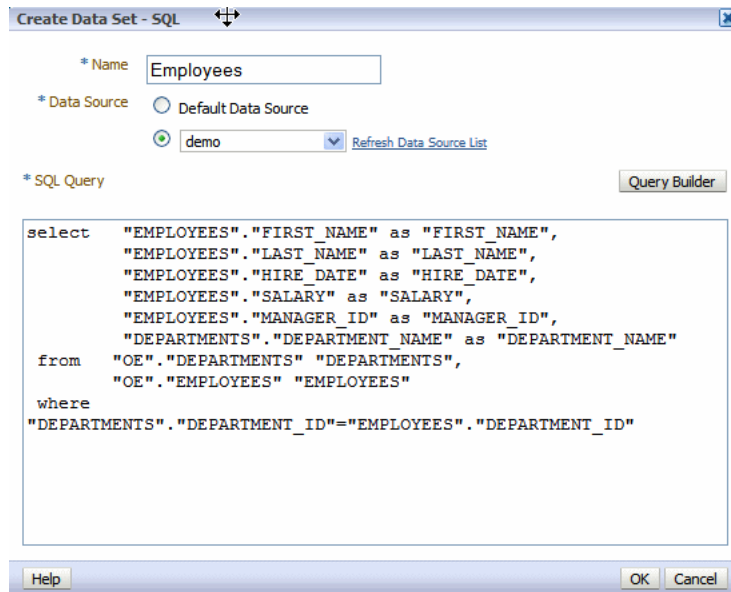 Create Data Set - SQL
* Name Employees
* Data Source Default Data Source
demo Refresh Data Source List
* SQL Query Query Builder
select "EMPLOYEES"."FIRST_NAME" as "FIRST_NAME",
"EMPLOYEES"."LAST_NAME" as "LAST_NAME",
"EMPLOYEES"."HIRE_DATE" as "HIRE_DATE",
"EMPLOYEES"."SALARY" as "SALARY",
"EMPLOYEES"."MANAGER_ID" as "MANAGER_ID",
"DEPARTMENTS"."DEPARTMENT_NAME" as "DEPARTMENT_NAME"
from "OE"."DEPARTMENTS" "DEPARTMENTS",
"OE"."EMPLOYEES" "EMPLOYEES"
where
"DEPARTMENTS"."DEPARTMENT_ID"="EMPLOYEES"."DEPARTMENT_ID"
Help OK Cancel